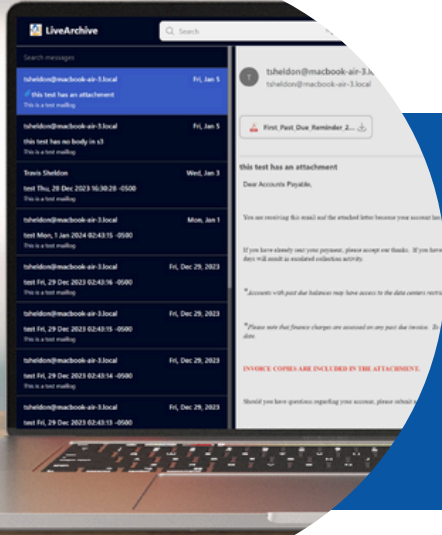 LiveArchive
Search
Search messages
tsheldon@macbook-air-3.local Fri, Jan 5
this test has an attachment
This is a test maillog
tsheldon@macbook-air-3.local Fri, Jan 5
this test has no body in s3
This is a test maillog
Travis Sheldon Wed, Jan 3
test Thu, 28 Dec 2023 16:30:28 -0500
This is a test maillog
tsheldon@macbook-air-3.local Mon, Jan 1
test Mon, 1 Jan 2024 02:43:15 -0500
This is a test maillog
tsheldon@macbook-air-3.local Fri, Dec 29, 2023
test Fri, 29 Dec 2023 02:43:16 -0500
This is a test maillog
tsheldon@macbook-air-3.local Fri, Dec 29, 2023
test Fri, 29 Dec 2023 02:43:15 -0500
This is a test maillog
tsheldon@macbook-air-3.local Fri, Dec 29, 2023
test Fri, 29 Dec 2023 02:43:14 -0500
This is a test maillog
tsheldon@macbook-air-3.local Fri, Dec 29, 2023
test Fri, 29 Dec 2023 02:43:13 -0500
T
tsheldon@macbook-air-3.lo
tsheldon@macbook-air-3.local
First_Past_Due_Reminder_2...
this test has an attachment
Dear Accounts Payable,
You are receiving this email and the attached letter because your account has
If you have already sent your payment, please accept our thanks. If you have
days will result in escalated collection activity.
*Accounts with past due balances may have access to the data centers restri
*Please note that finance charges are assessed on any past due invoice.
date.
INVOICE COPIES ARE INCLUDED IN THE ATTACHMENT.
Should you have questions regarding your account, please submit a